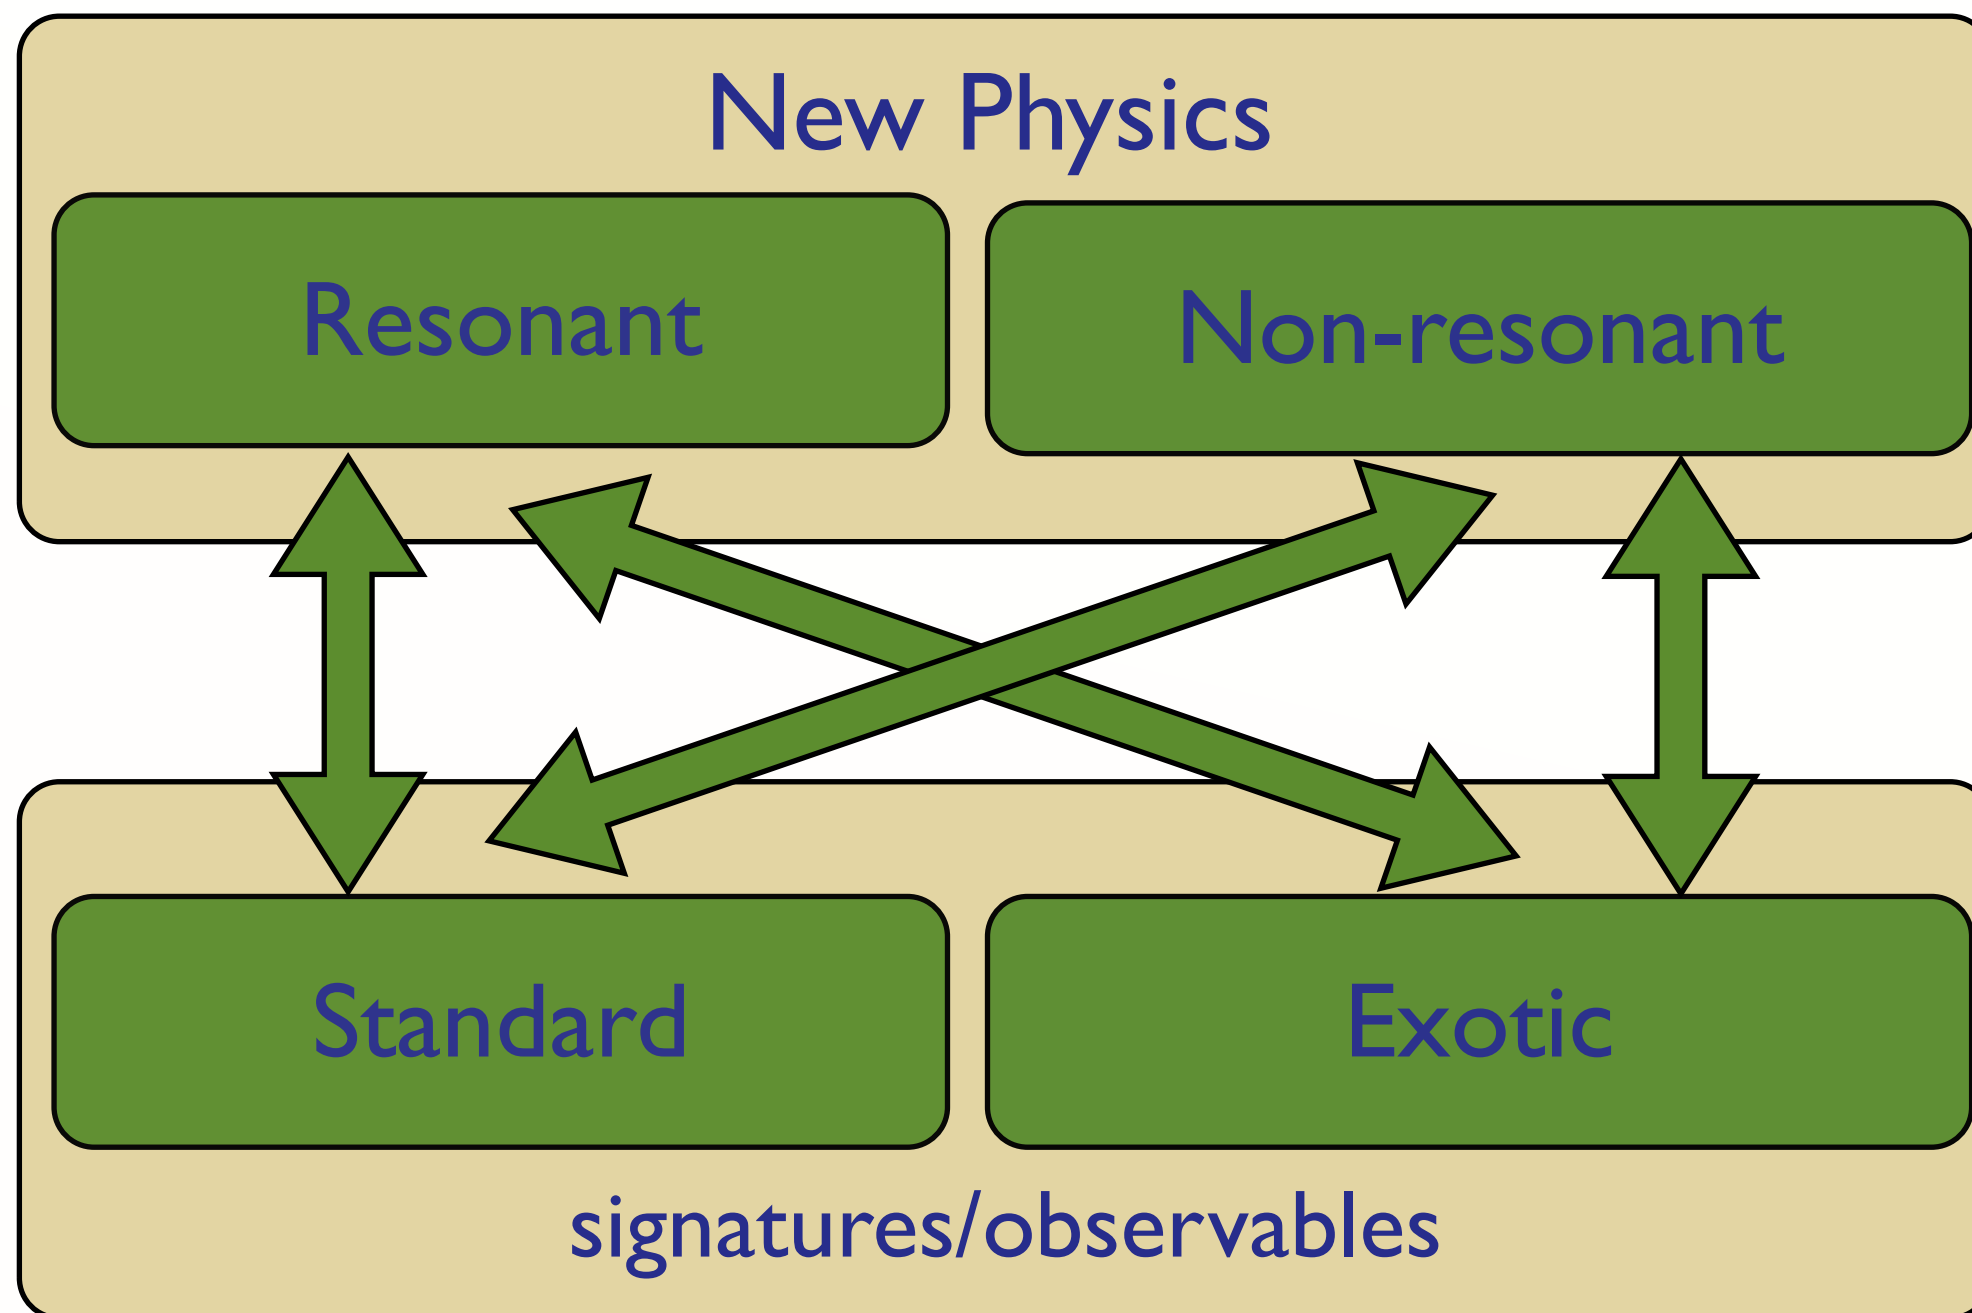 New Physics
Resonant
Non-resonant
Standard
Exotic
signatures/observables